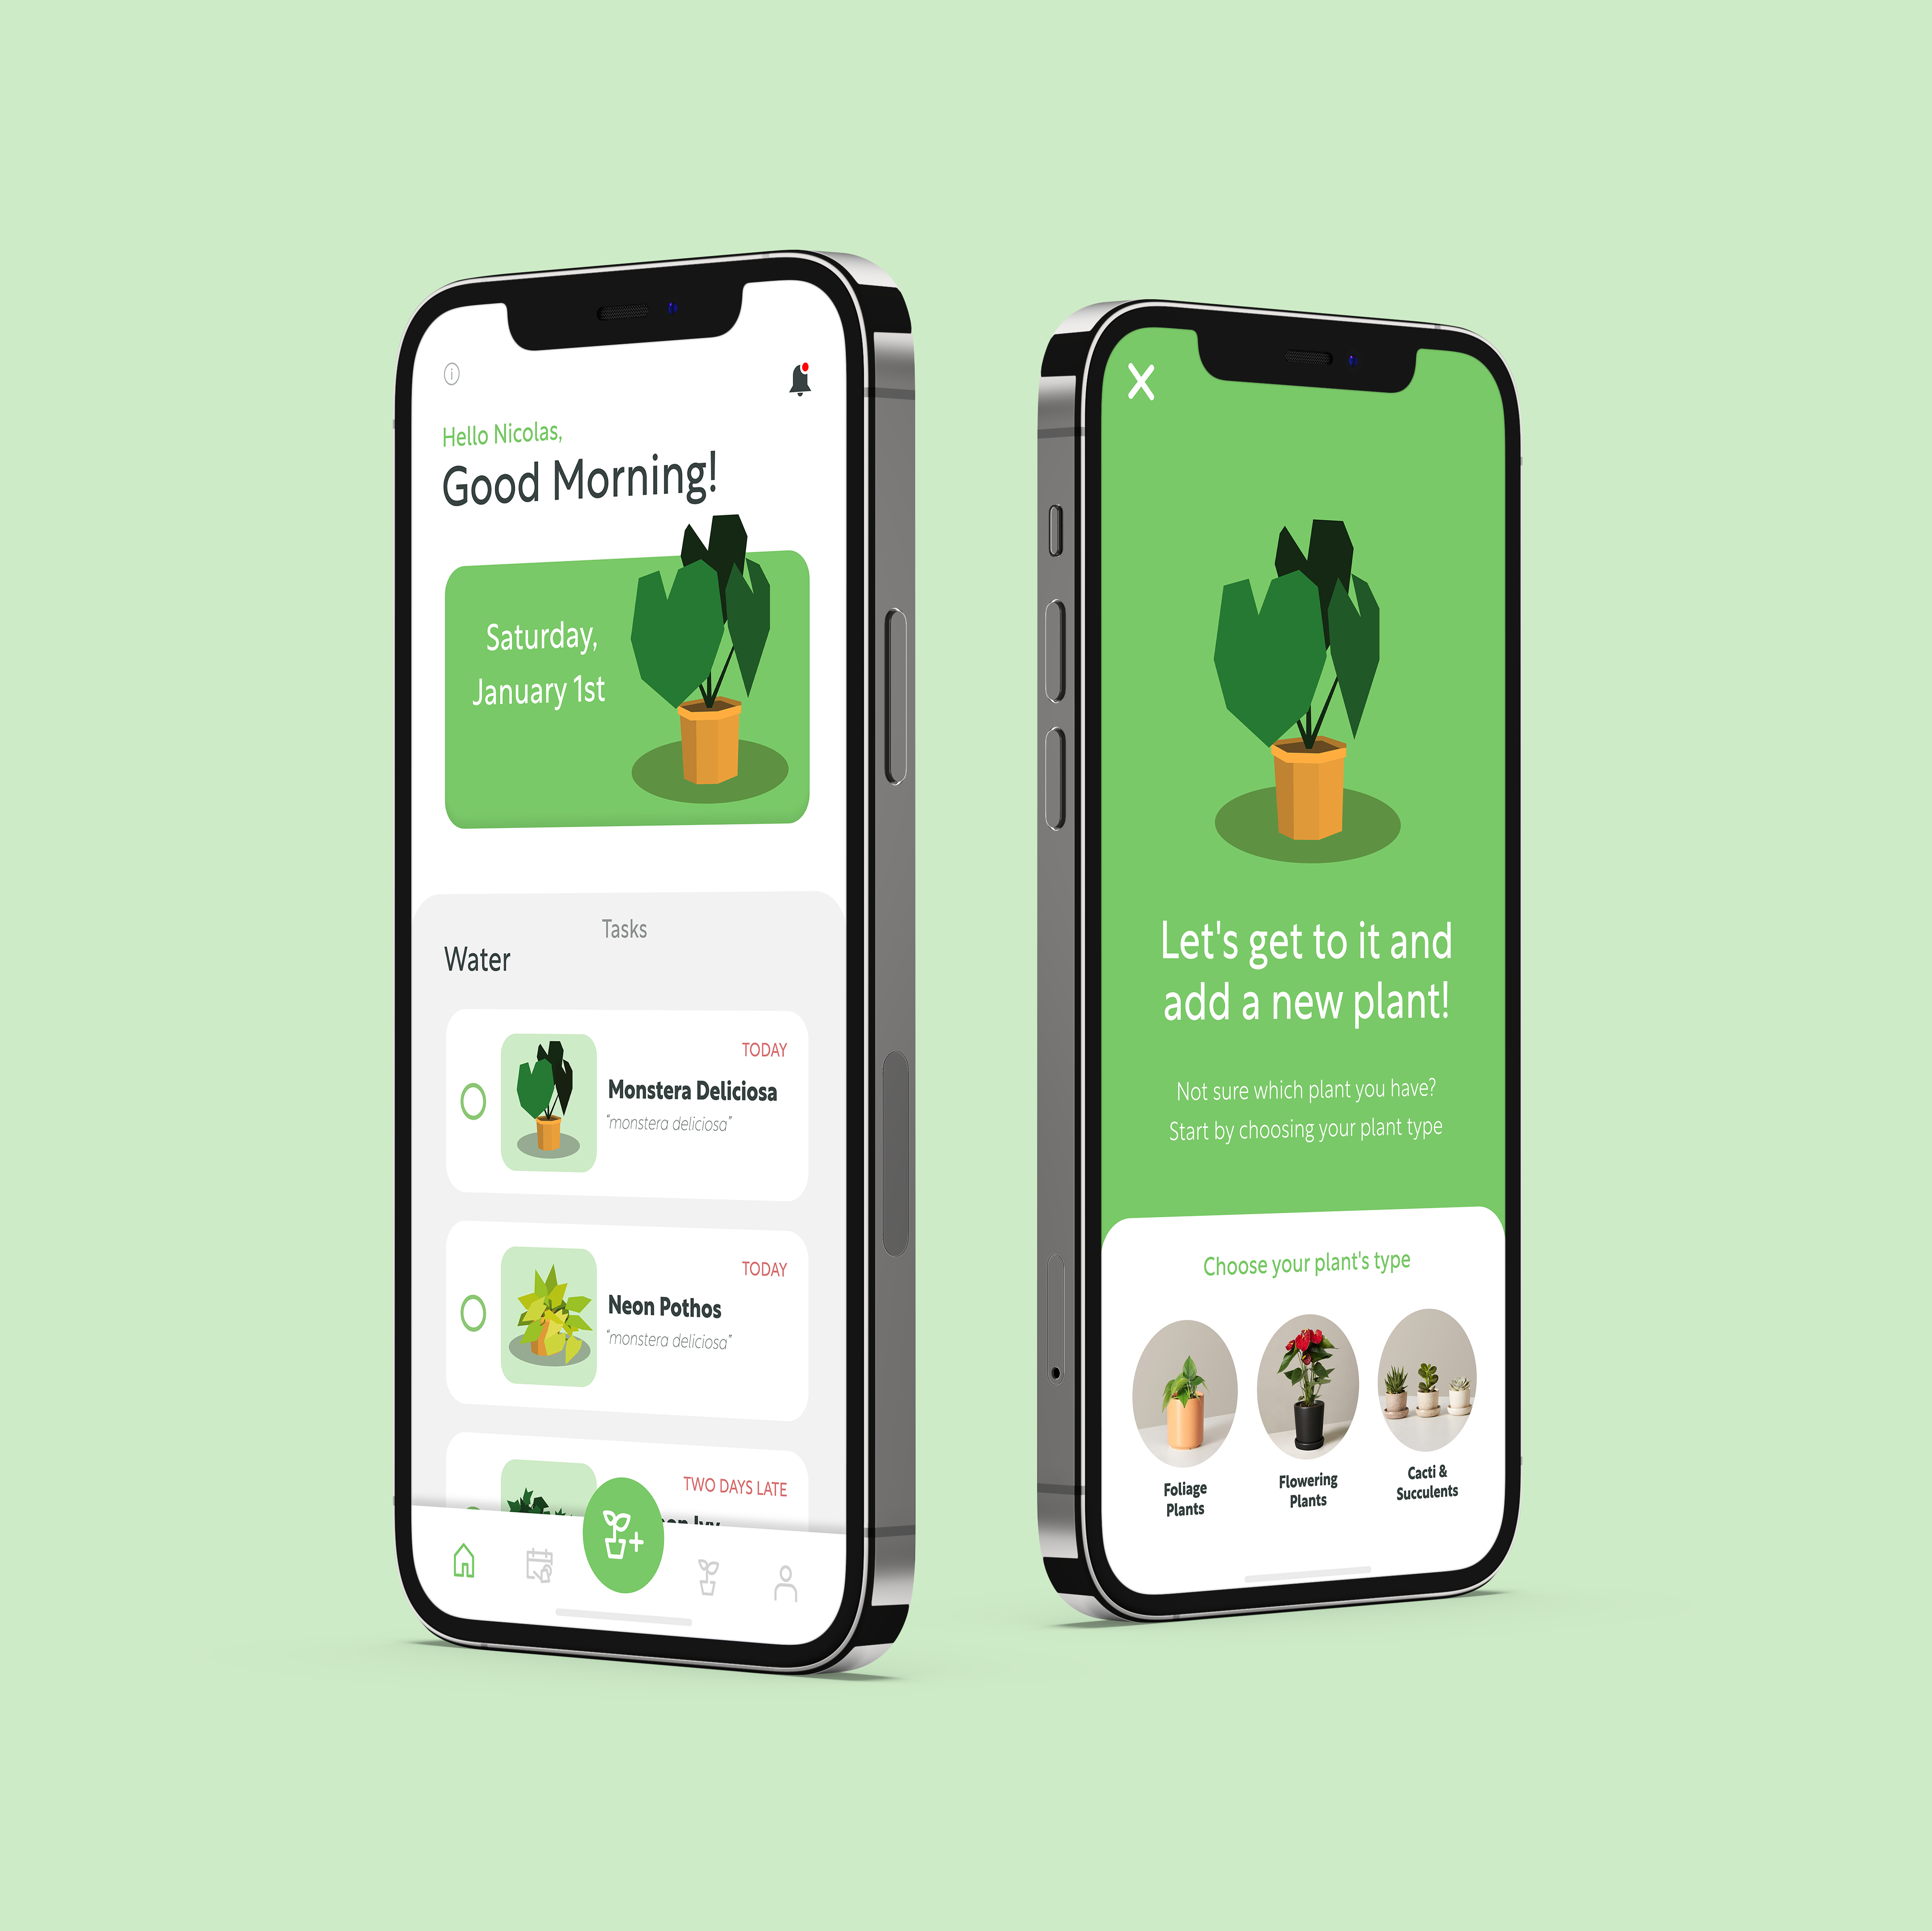 Hello Nicolas,
Good Morning!
Saturday,
January 1st
Tasks
Water
TODAY
Monstera Deliciosa
"monstera deliciosa"
TODAY
Neon Pothos
"monstera deliciosa"
TWO DAYS LATE
Ivy
Let's get to it and
add a new plant!
Not sure which plant you have?
Start by choosing your plant type
Choose your plant's type
Foliage
Plants
Flowering
Plants
Cacti &
Succulents